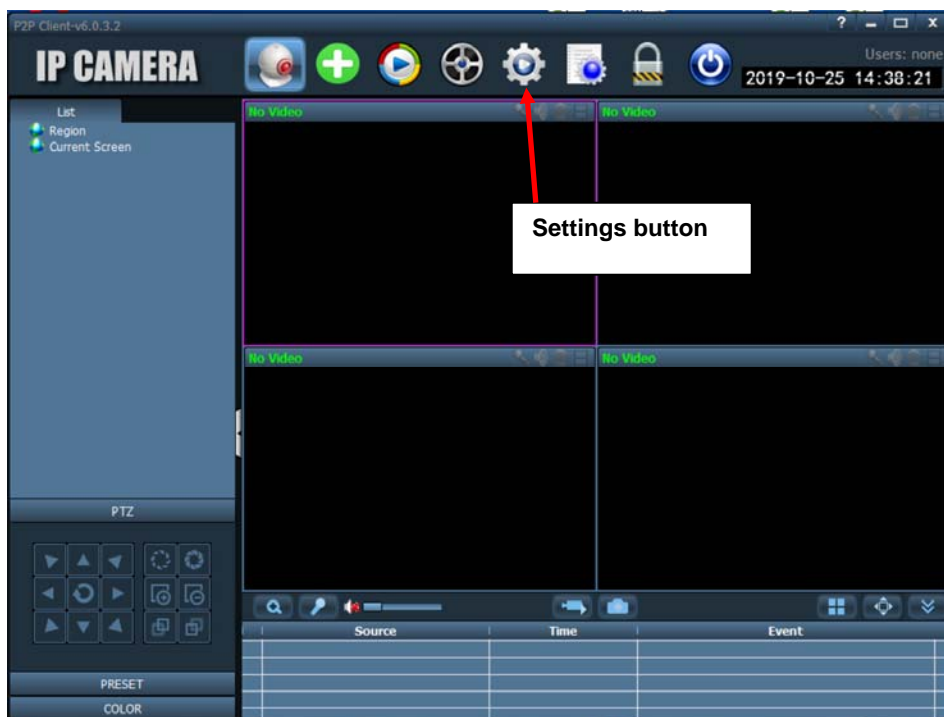 P2P Client-v6.0.3.2
? 
IP CAMERA
Users: none
2019-10-25 14:38:21
List
Region
Current Screen
No Video
No Video
Settings button
No Video
No Video
PTZ
Source Time Event
PRESET
COLOR